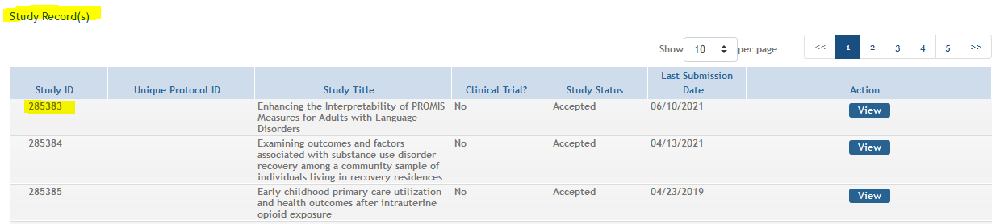 Study Record(s)
Show 10 per page << 1 2 3 4 5 >>
Study ID Unique Protocol ID Study Title Clinical Trial? Study Status Last Submission Date Action
285383 Enhancing the Interpretability of PROMIS No Accepted 06/10/2021 View
Measures for Adults with Language
Disorders
285384 Examining outcomes and factors No Accepted 04/13/2021 View
associated with substance use disorder
recovery among a community sample of
individuals living in recovery residences
285385 Early childhood primary care utilization No Accepted 04/23/2019 View
and health outcomes after intrauterine
opioid exposure